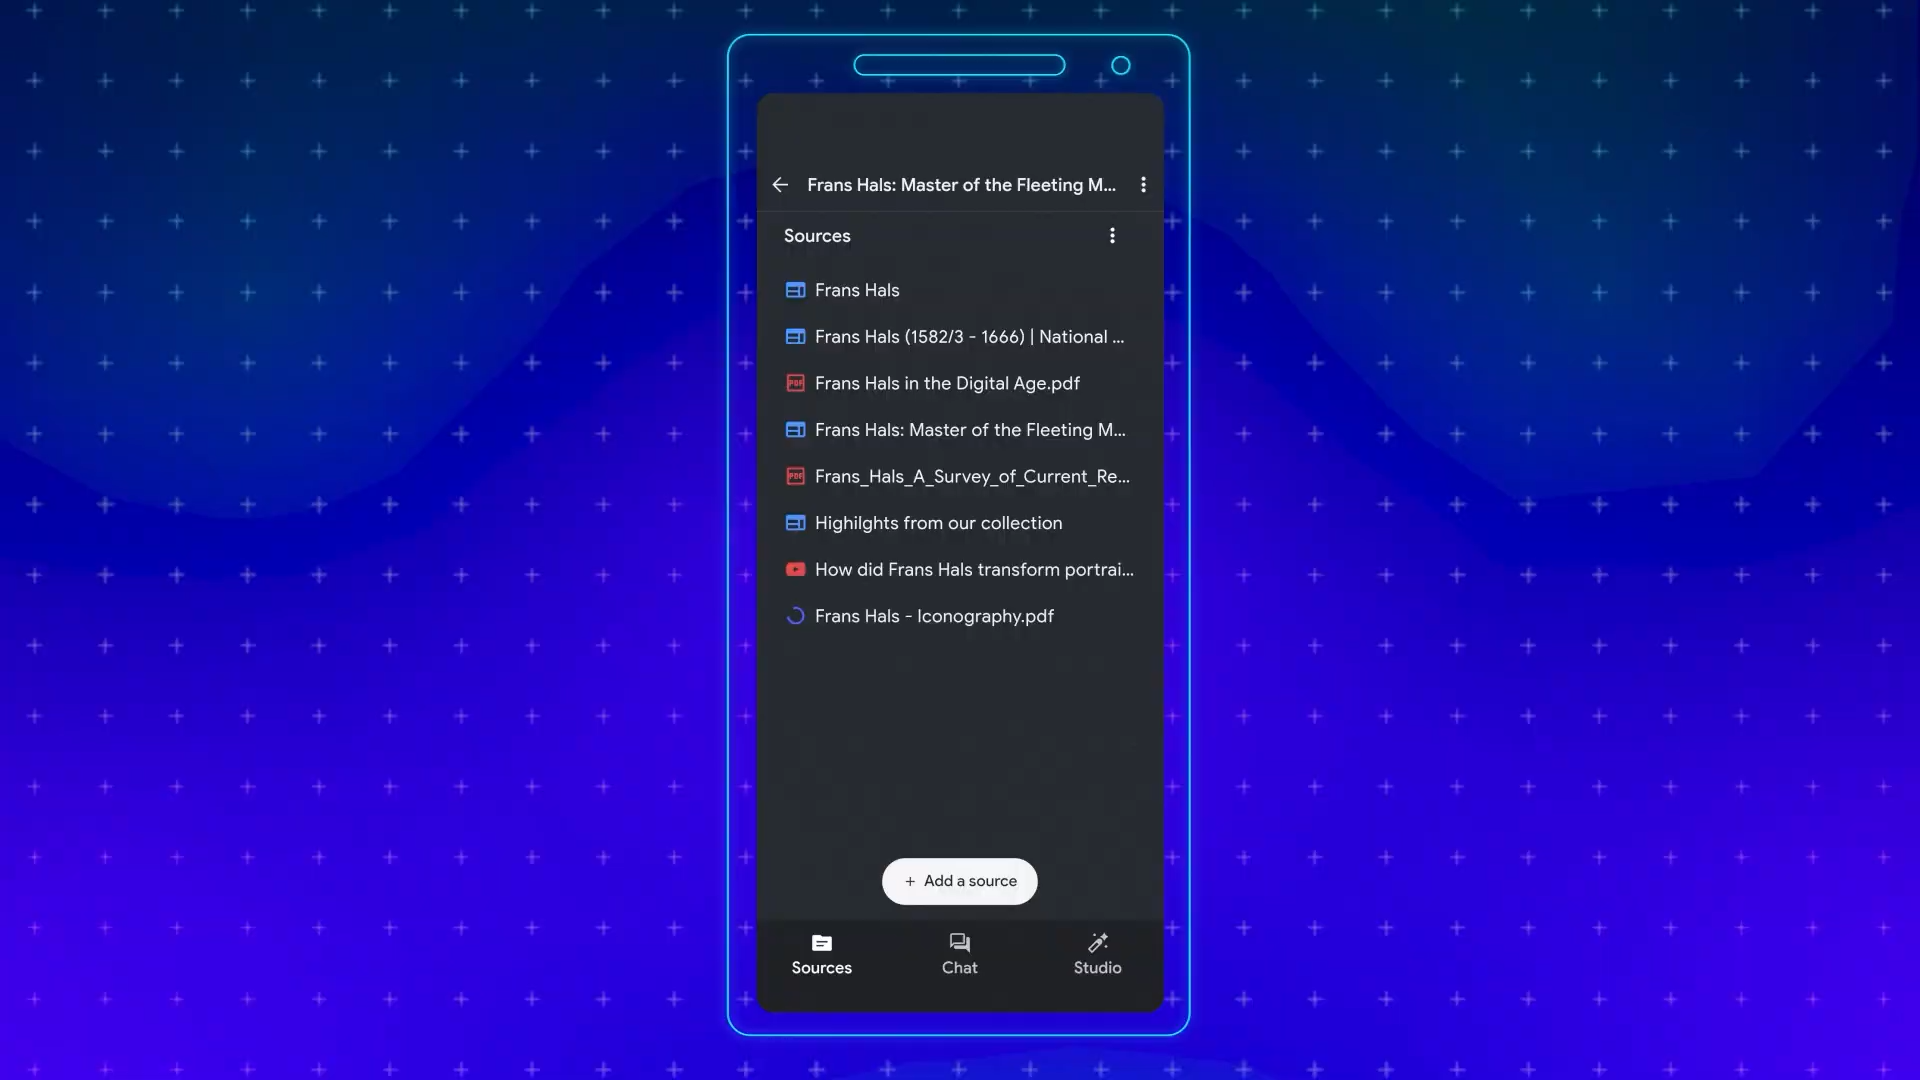 Frans Hals: Master of the Fleeting M...
Sources
Frans Hals
Frans Hals (1582/3 - 1666) | National ...
PDF Frans Hals in the Digital Age.pdf
Frans Hals: Master of the Fleeting M...
PDF Frans_Hals_A_Survey_of_Current_Re...
Highilghts from our collection
How did Frans Hals transform portrai...
Frans Hals - Iconography.pdf
+ Add a source
Sources
Chat
Studio